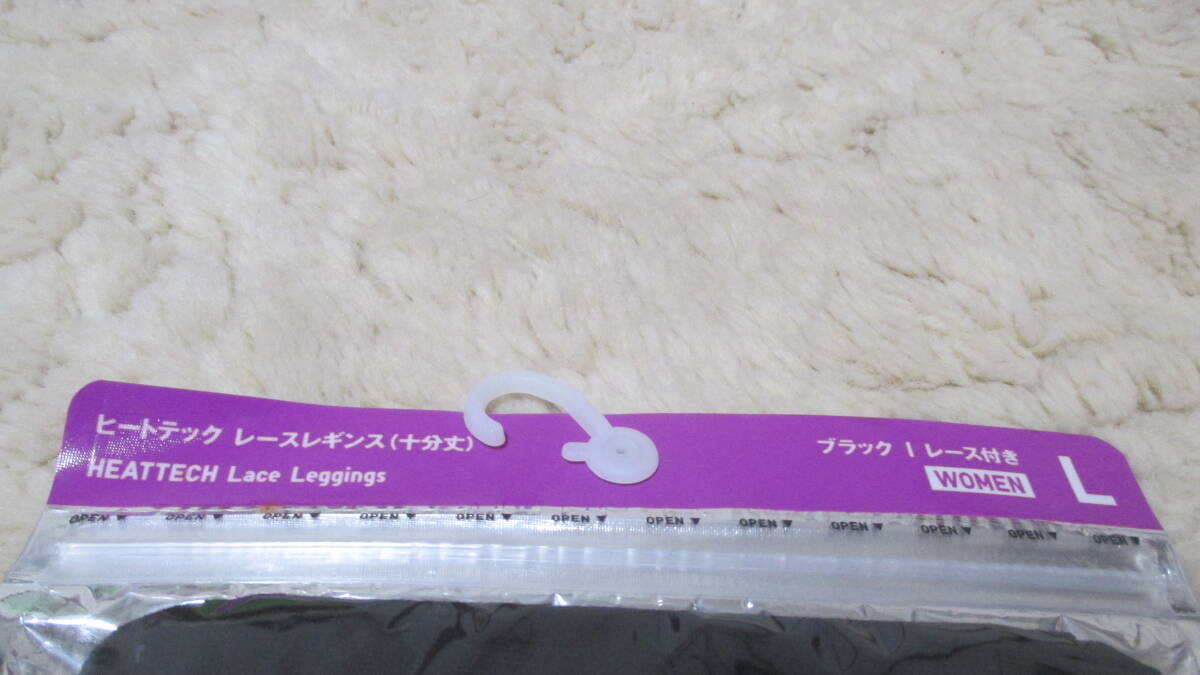 ヒートテック レースレギンス(十分丈)
HEATTECH Lace Leggings
ブラック | レース付き
WOMEN
L
OPEN▼ OPEN▼ OPEN▼ OPEN▼ OPEN▼ OPEN▼ OPEN▼ OPEN▼ OPEN▼ OPEN▼ OPEN▼ OPEN▼